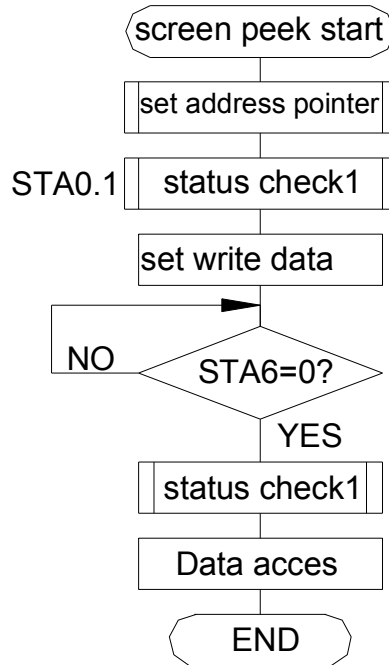 screen peek start
set address pointer
STA0.1
status check1
set write data
NO
STA6=0?
YES
status check1
Data acces
END